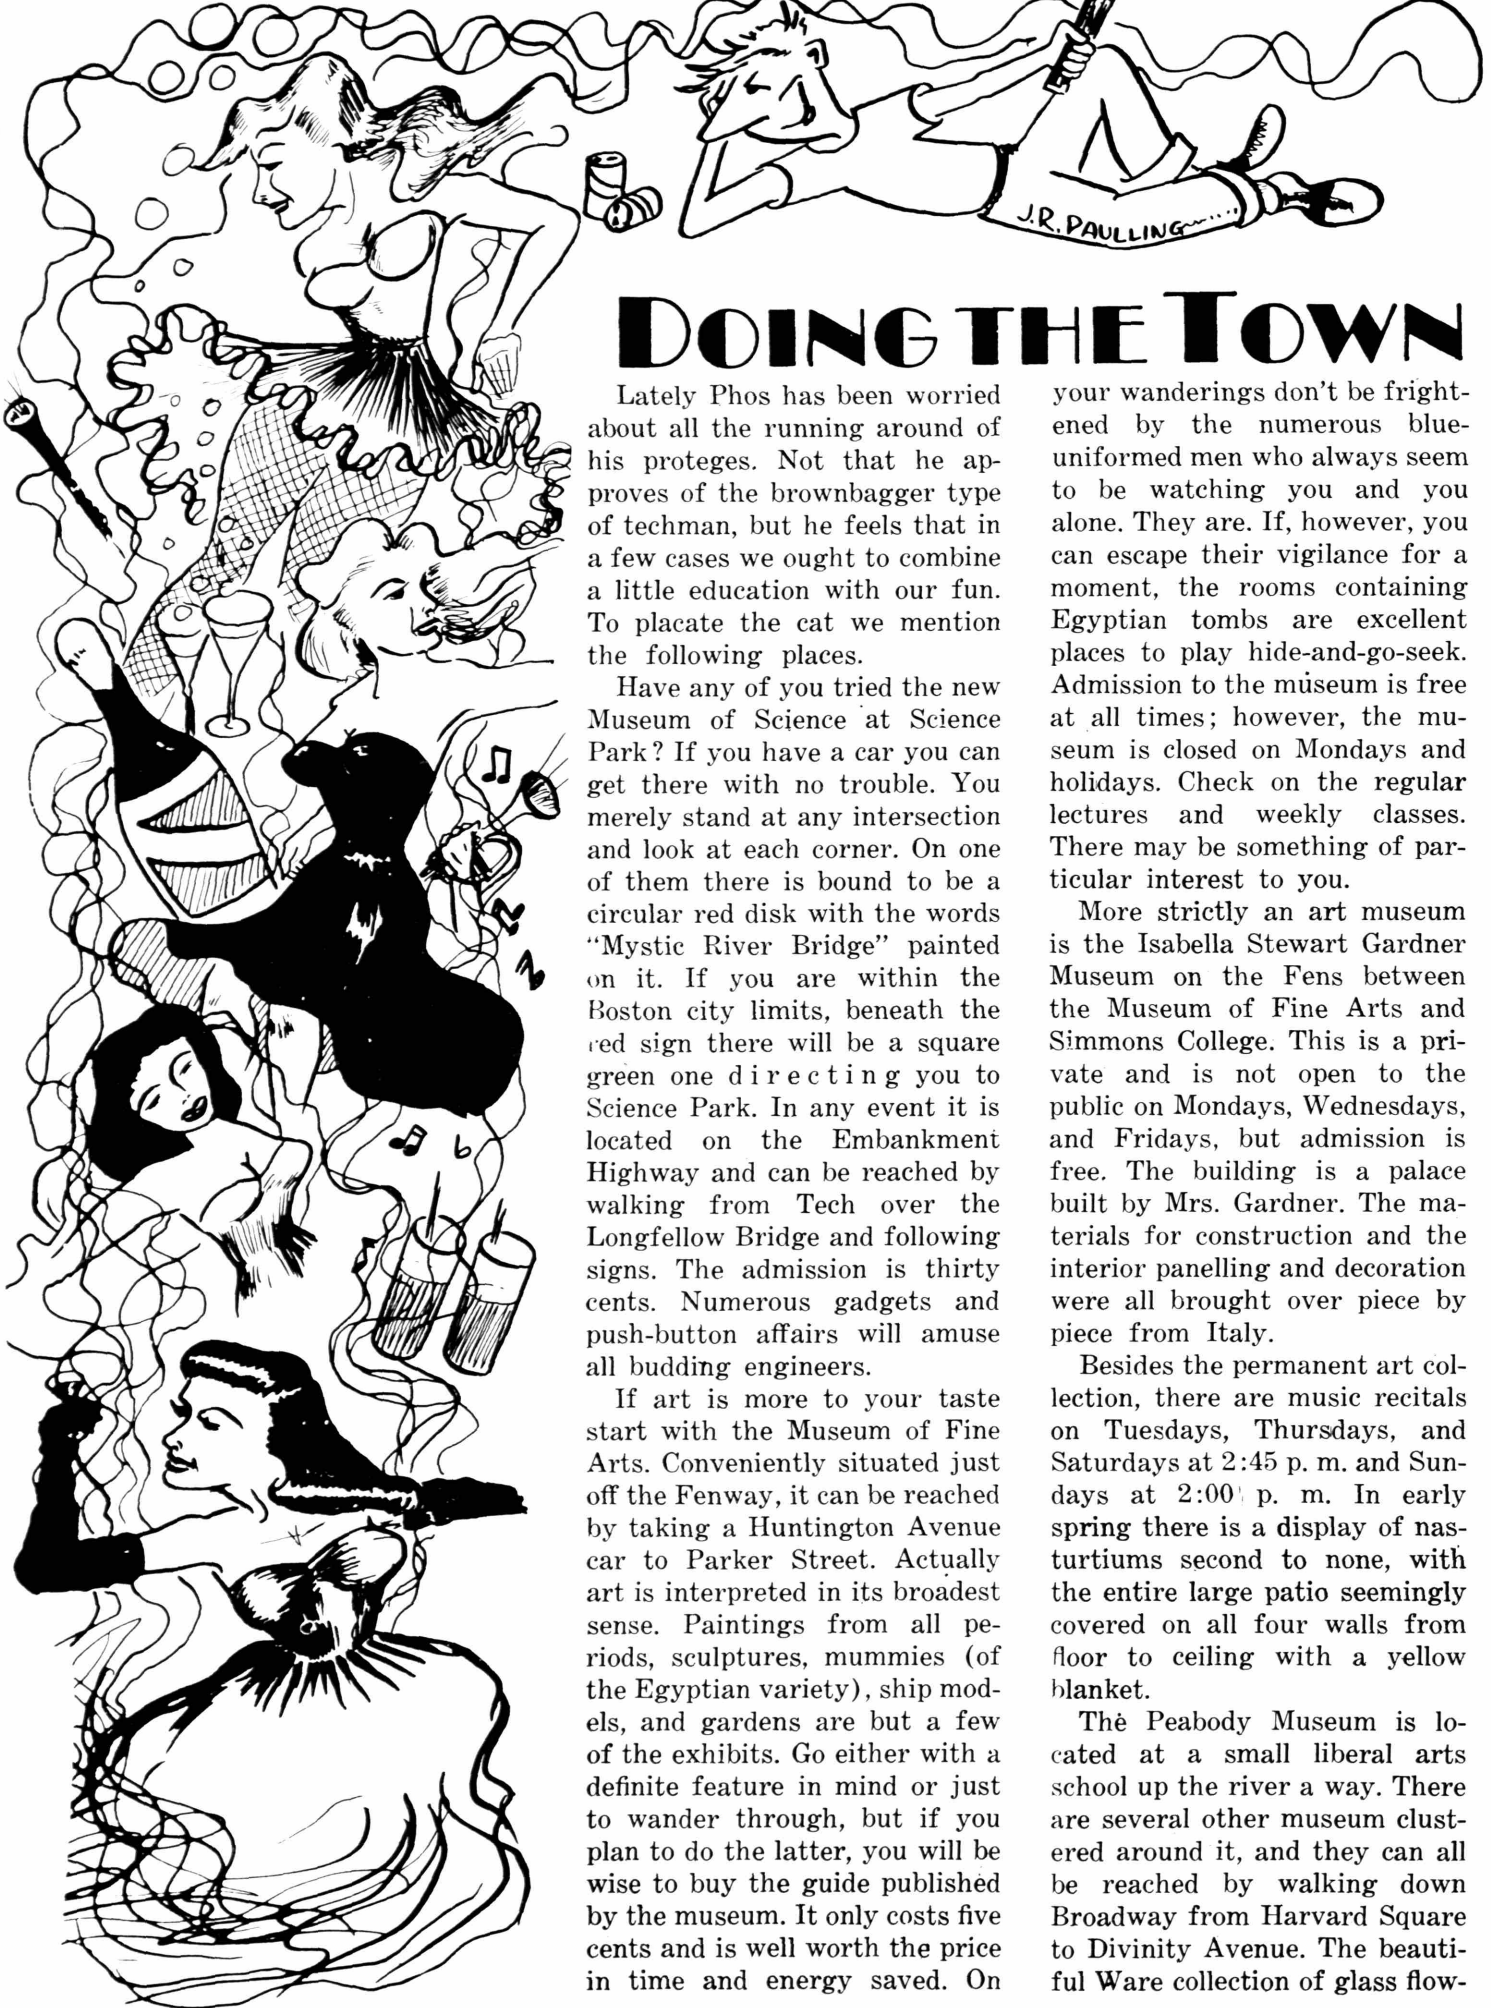 J.R. PAULLING
DOING THE TOWN
Lately Phos has been worried
about all the running around of
his proteges. Not that he ap-
proves of the brownbagger type
of techman, but he feels that in
a few cases we ought to combine
a little education with our fun.
To placate the cat we mention
the following places.
Have any of you tried the new
Museum of Science at Science
Park? If you have a car you can
get there with no trouble. You
merely stand at any intersection
and look at each corner. On one
of them there is bound to be a
circular red disk with the words
"Mystic River Bridge" painted
on it. If you are within the
Boston city limits, beneath the
red sign there will be a square
green one directing you to
Science Park. In any event it is
located on the Embankment
Highway and can be reached by
walking from Tech over the
Longfellow Bridge and following
signs. The admission is thirty
cents. Numerous gadgets and
push-button affairs will amuse
all budding engineers.
If art is more to your taste
start with the Museum of Fine
Arts. Conveniently situated just
off the Fenway, it can be reached
by taking a Huntington Avenue
car to Parker Street. Actually
art is interpreted in its broadest
sense. Paintings from all pe-
riods, sculptures, mummies (of
the Egyptian variety), ship mod-
els, and gardens are but a few
of the exhibits. Go either with a
definite feature in mind or just
to wander through, but if you
plan to do the latter, you will be
wise to buy the guide published
by the museum. It only costs five
cents and is well worth the price
in time and energy saved. On
your wanderings don't be fright-
ened by the numerous blue-
uniformed men who always seem
to be watching you and you
alone. They are. If, however, you
can escape their vigilance for a
moment, the rooms containing
Egyptian tombs are excellent
places to play hide-and-go-seek.
Admission to the museum is free
at all times; however, the mu-
seum is closed on Mondays and
holidays. Check on the regular
lectures and weekly classes.
There may be something of par-
ticular interest to you.
More strictly an art museum
is the Isabella Stewart Gardner
Museum on the Fens between
the Museum of Fine Arts and
Simmons College. This is a pri-
vate and is not open to the
public on Mondays, Wednesdays,
and Fridays, but admission is
free. The building is a palace
built by Mrs. Gardner. The ma-
terials for construction and the
interior panelling and decoration
were all brought over piece by
piece from Italy.
Besides the permanent art col-
lection, there are music recitals
on Tuesdays, Thursdays, and
Saturdays at 2:45 p. m. and Sun-
days at 2:00 p. m. In early
spring there is a display of nas-
turtiums second to none, with
the entire large patio seemingly
covered on all four walls from
floor to ceiling with a yellow
blanket.
The Peabody Museum is lo-
cated at a small liberal arts
school up the river a way. There
are several other museum clust-
ered around it, and they can all
be reached by walking down
Broadway from Harvard Square
to Divinity Avenue. The beauti-
ful Ware collection of glass flow-